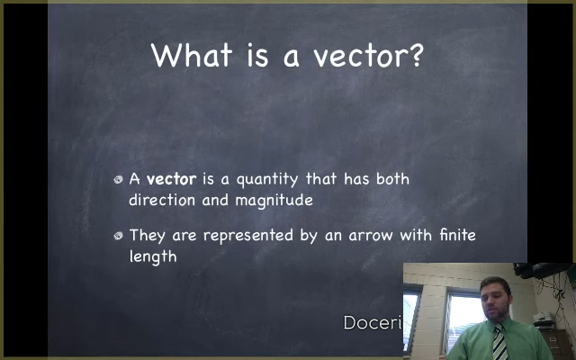 What is a vector?
A vector is a quantity that has both
direction and magnitude
They are represented by an arrow with finite
length